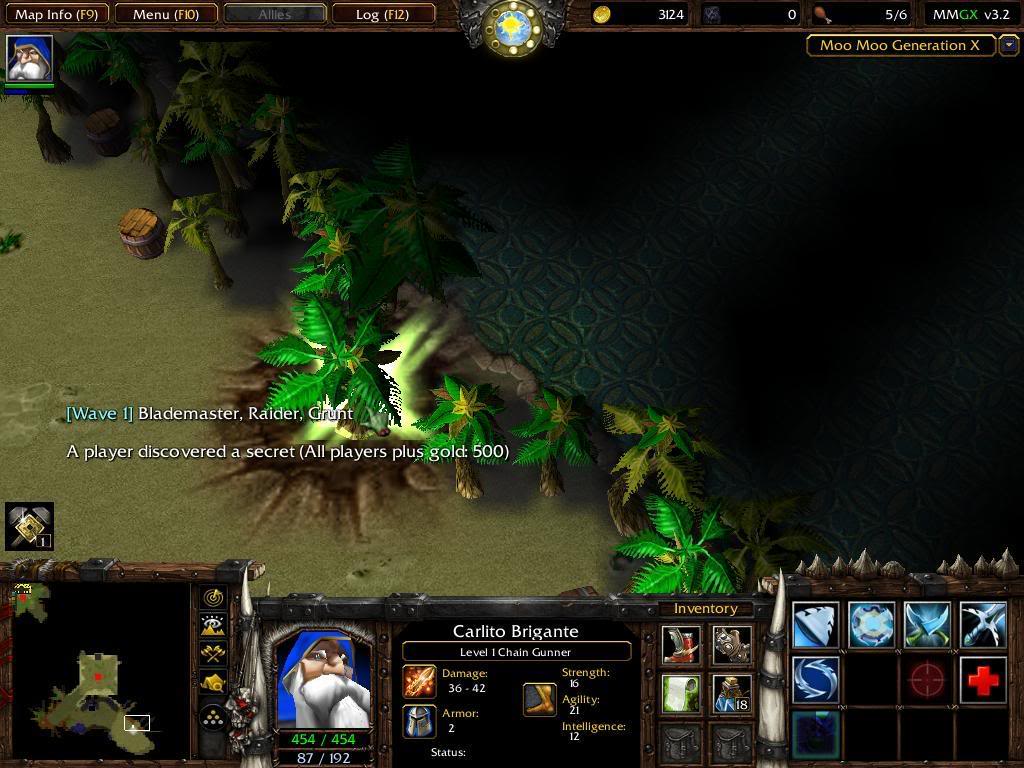 Map Info (F9) Menu (F10) Allies Log (F12) 3124 0 5/6 MMGX v3.2
Moo Moo Generation X
[Wave 1] Blademaster, Raider, Grunt
A player discovered a secret (All players plus gold: 500)
1
Carlito Brigante
Level 1 Chain Gunner
Damage:
36 - 42
Armor:
2
Strength:
16
Agility:
21
Intelligence:
12
Status:
454 / 454
87 / 192
Inventory
18